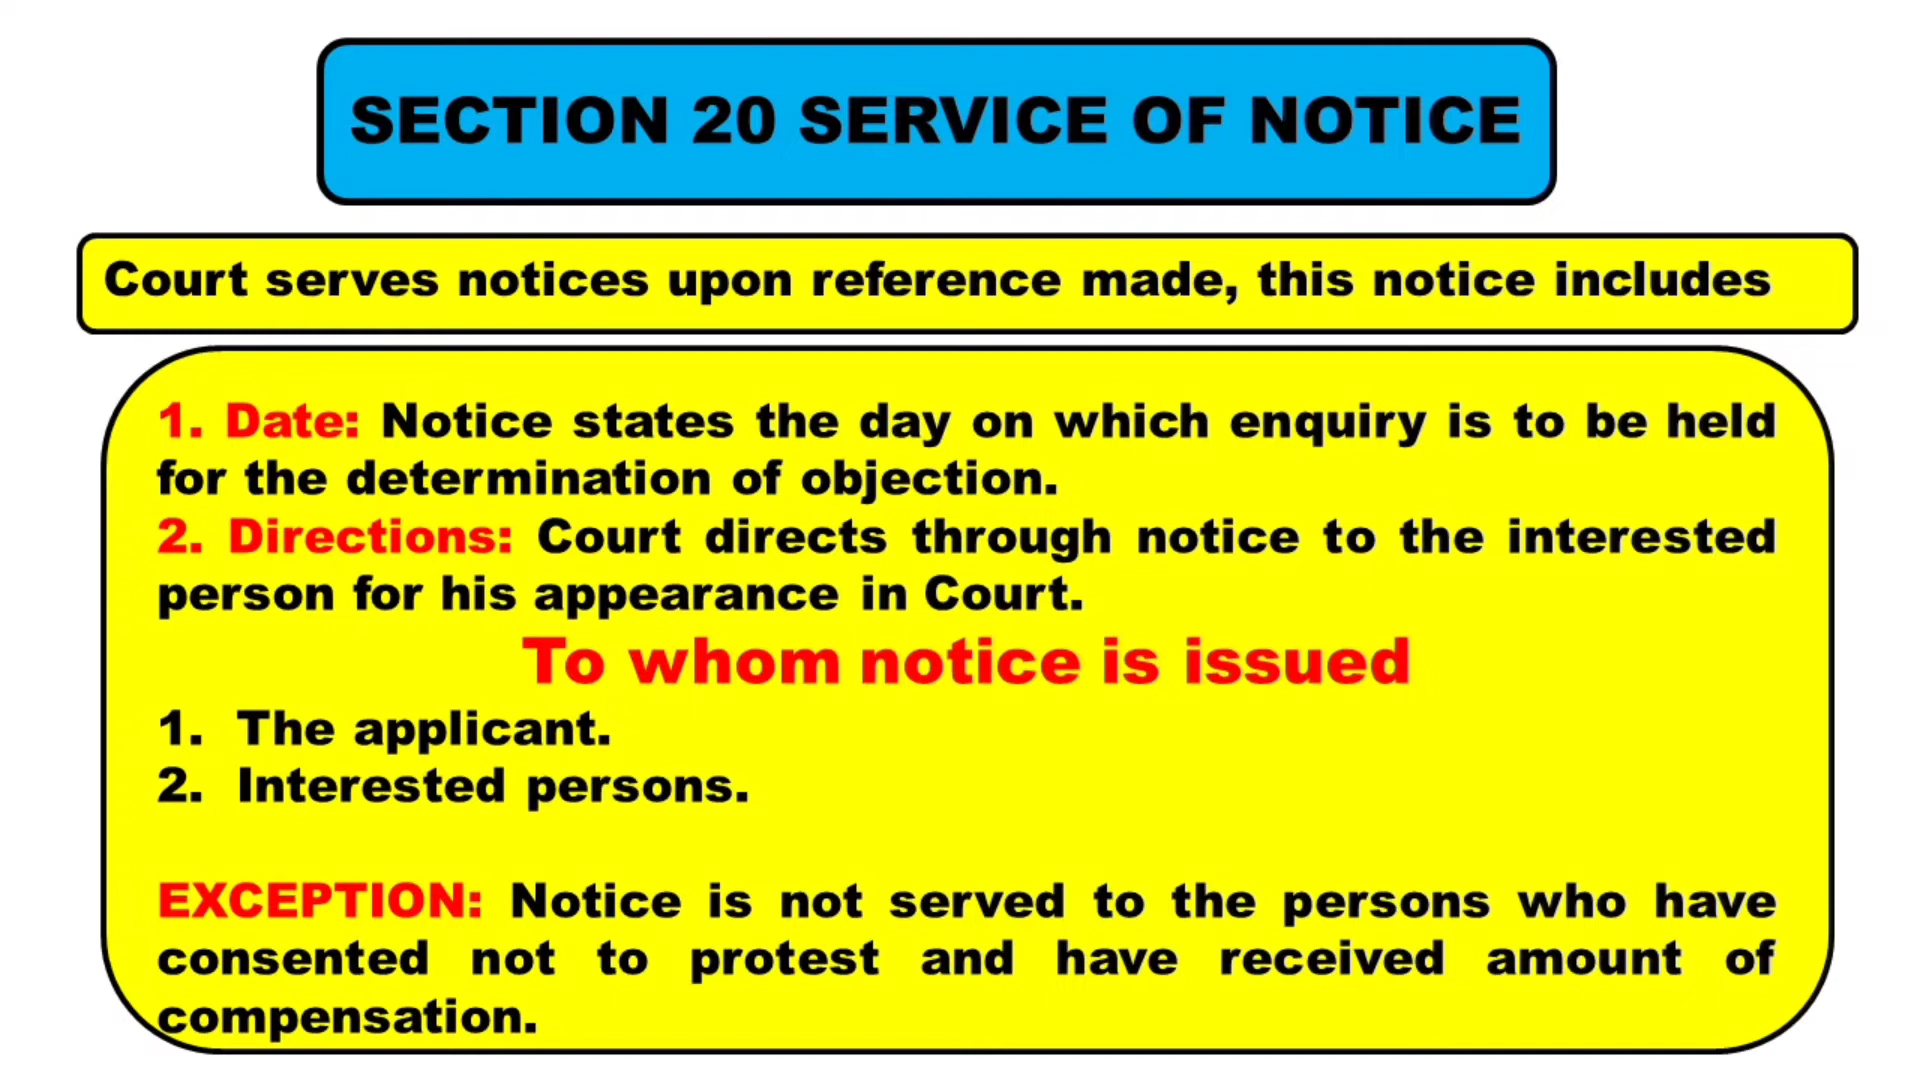 SECTION 20 SERVICE OF NOTICE
Court serves notices upon reference made, this notice includes
1. Date: Notice states the day on which enquiry is to be held
for the determination of objection.
2. Directions: Court directs through notice to the interested
person for his appearance in Court.
To whom notice is issued
1. The applicant.
2. Interested persons.
EXCEPTION: Notice is not served to the persons who have
consented not to protest and have received amount of
compensation.